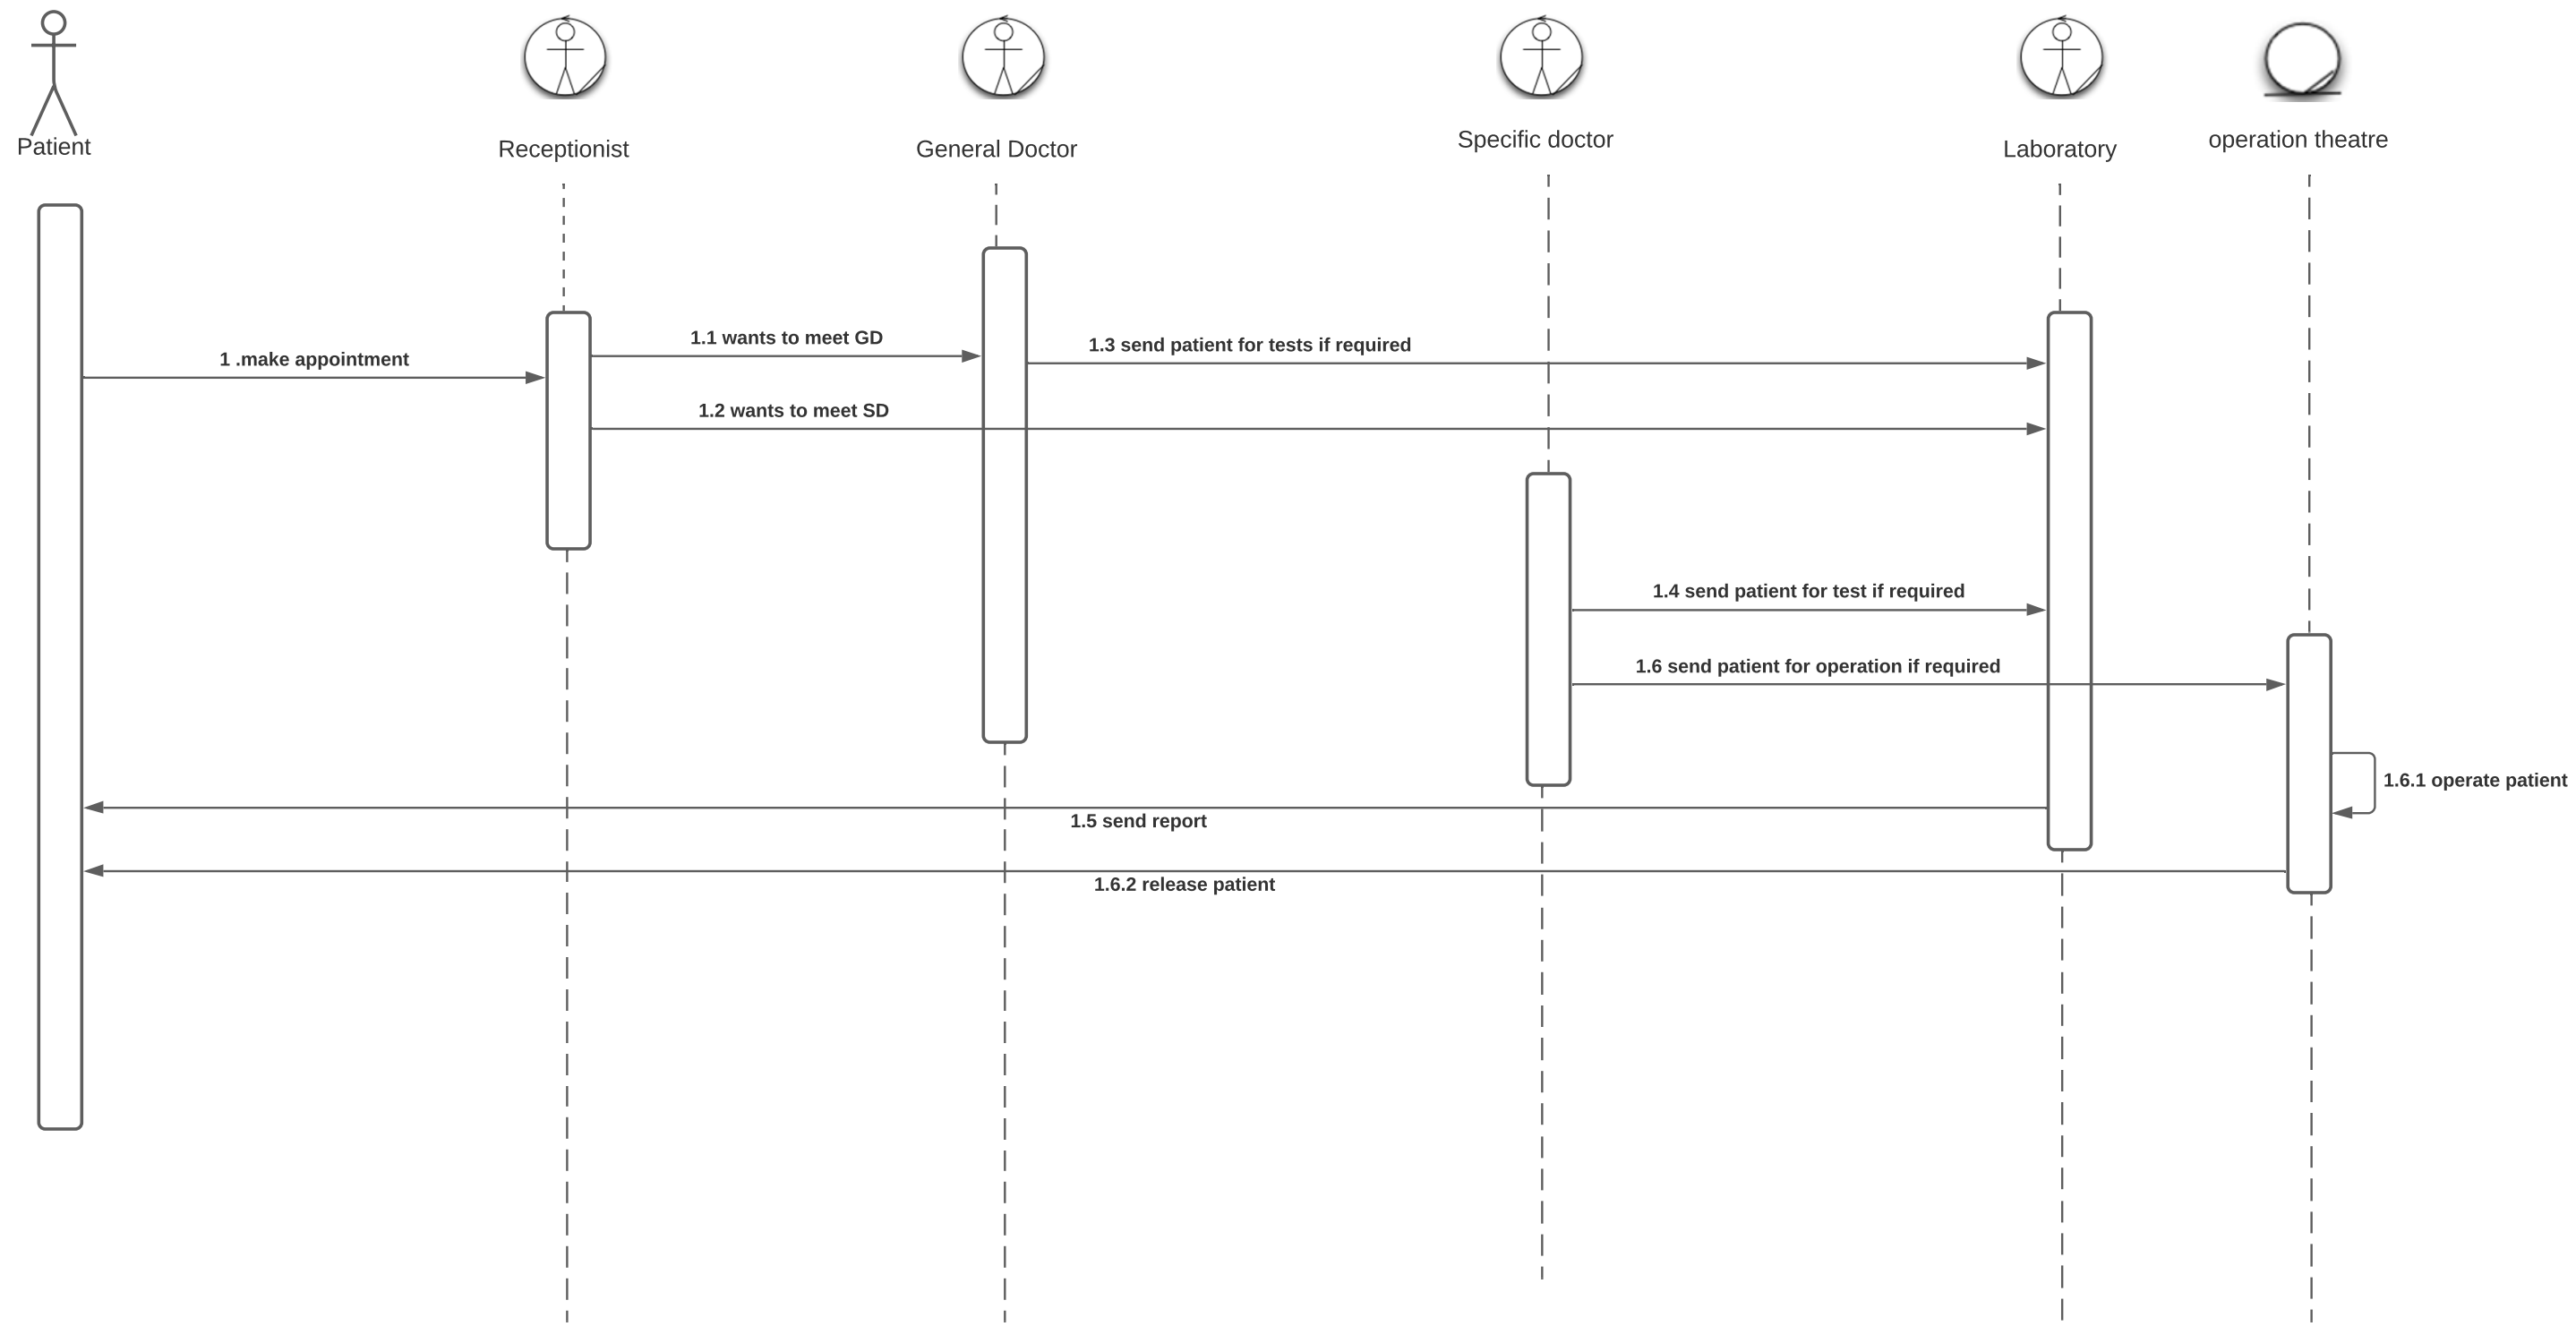 Patient
Receptionist
General Doctor
Specific doctor
Laboratory
operation theatre
1.1 wants to meet GD
1.3 send patient for tests if required
1 .make appointment
1.2 wants to meet SD
1.4 send patient for test if required
1.6 send patient for operation if required
1.6.1 operate patient
1.5 send report
1.6.2 release patient